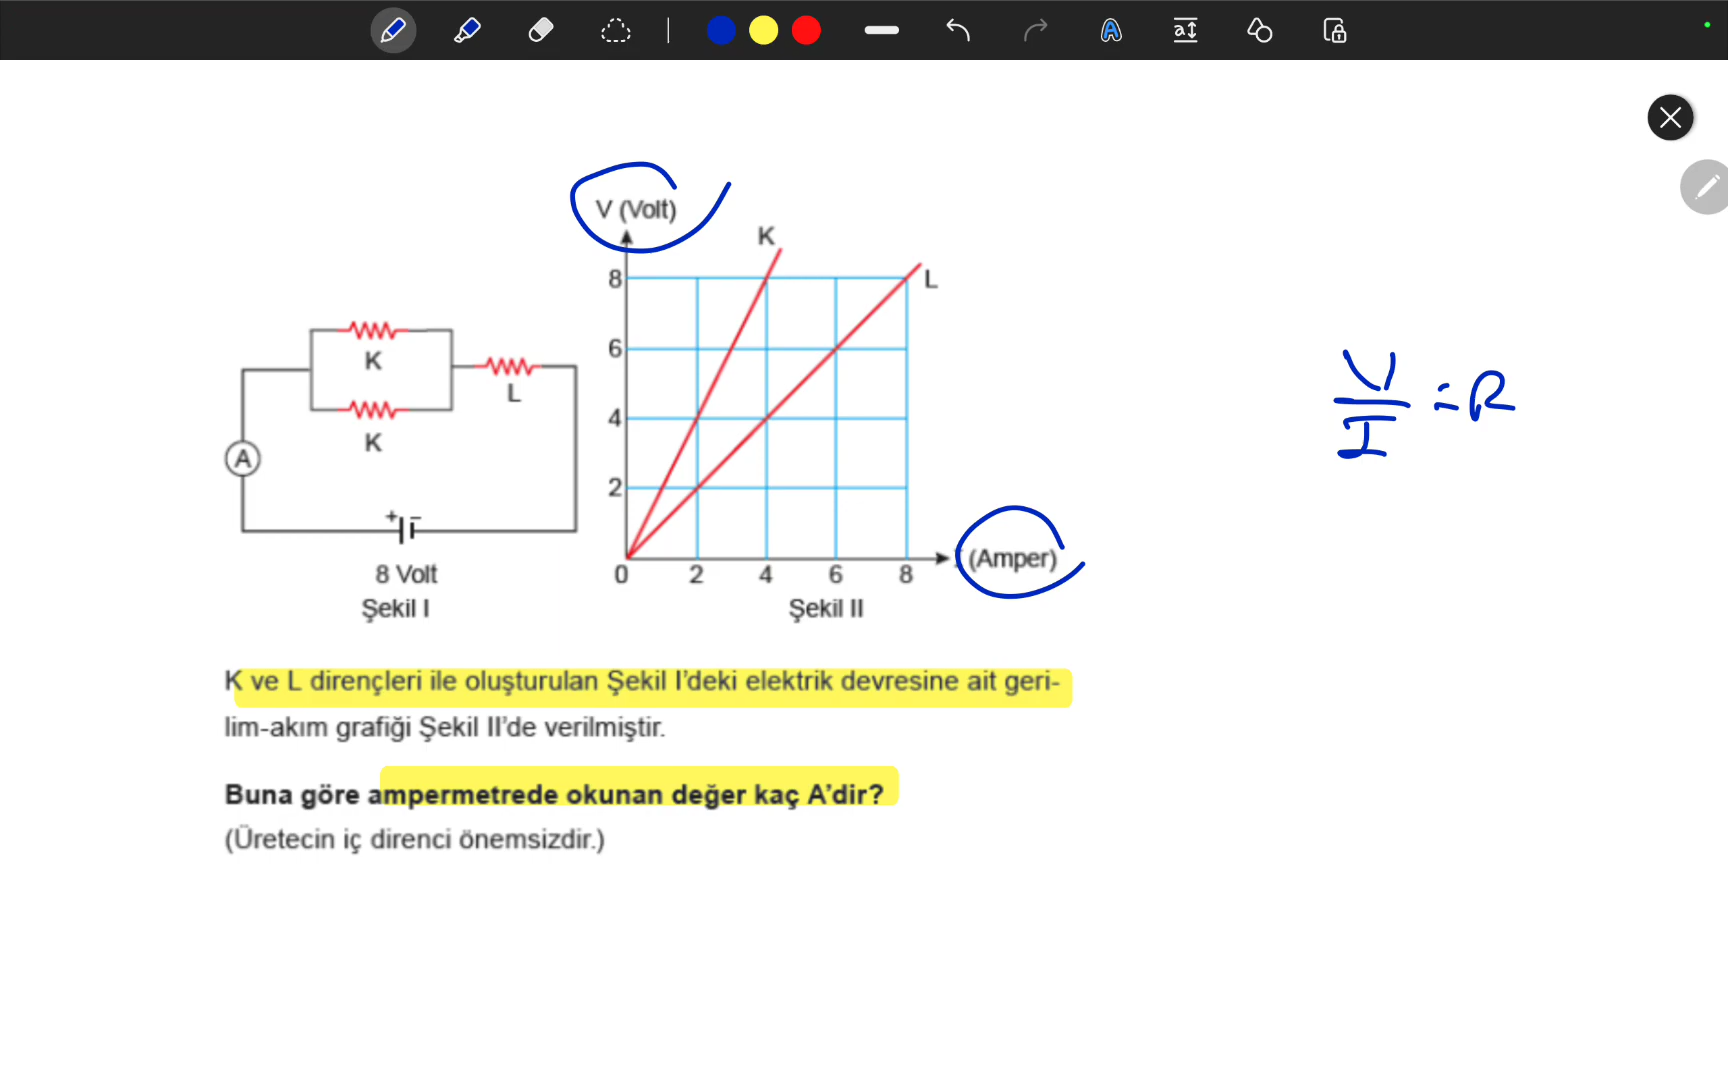 V (Volt)
K
8
L
6
4
2
0
2
4
6
8
(Amper)
Şekil II
K
K
L
A
+
−
8 Volt
Şekil I
V/I = R
K ve L dirençleri ile oluşturulan Şekil I'deki elektrik devresine ait geri-
lim-akım grafiği Şekil II'de verilmiştir.
Buna göre ampermetrede okunan değer kaç A'dir?
(Üretecin iç direnci önemsizdir.)